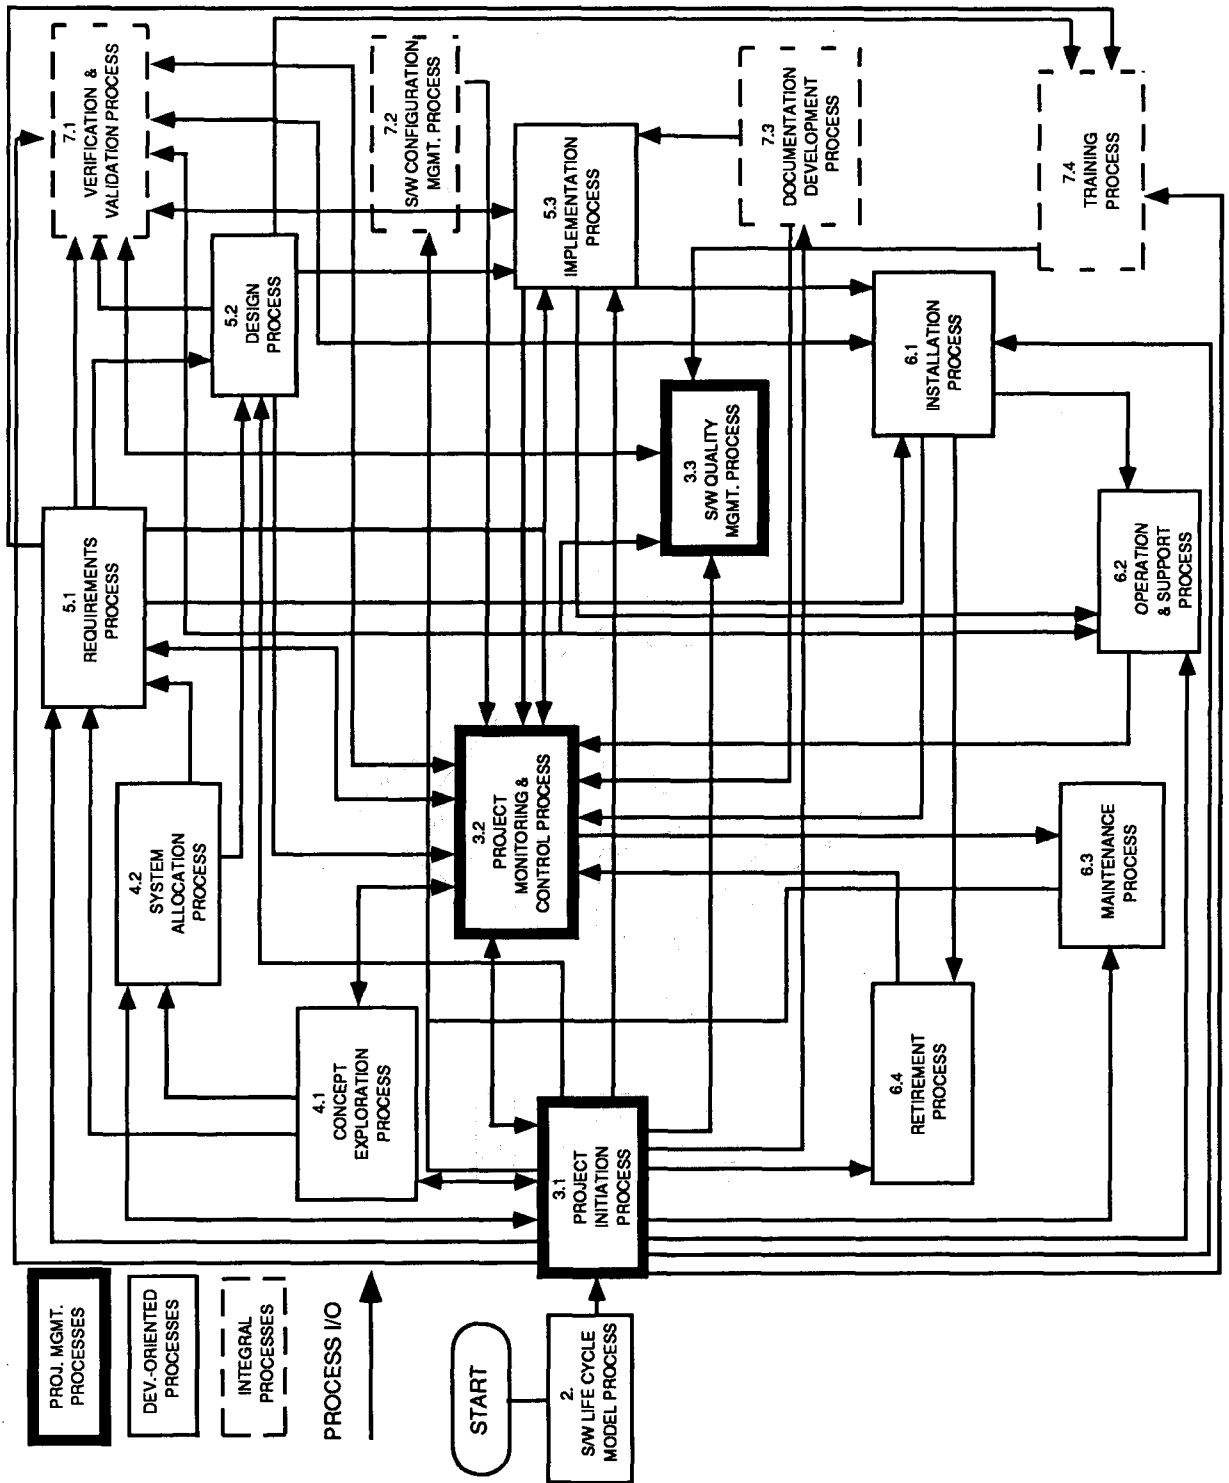 PROJ. MGMT.
PROCESSES
DEV.-ORIENTED
PROCESSES
INTEGRAL
PROCESSES
PROCESS I/O
START
2.
S/W LIFE CYCLE
MODEL PROCESS
3.1
PROJECT
INITIATION
PROCESS
4.1
CONCEPT
EXPLORATION
PROCESS
4.2
SYSTEM
ALLOCATION
PROCESS
5.1
REQUIREMENTS
PROCESS
5.2
DESIGN
PROCESS
7.1
VERIFICATION &
VALIDATION PROCESS
7.2
S/W CONFIGURATION
MGMT. PROCESS
3.2
PROJECT
MONITORING &
CONTROL PROCESS
5.3
IMPLEMENTATION
PROCESS
3.3
S/W QUALITY
MGMT. PROCESS
7.3
DOCUMENTATION
DEVELOPMENT
PROCESS
6.4
RETIREMENT
PROCESS
6.1
INSTALLATION
PROCESS
6.3
MAINTENANCE
PROCESS
6.2
OPERATION
& SUPPORT
PROCESS
7.4
TRAINING
PROCESS